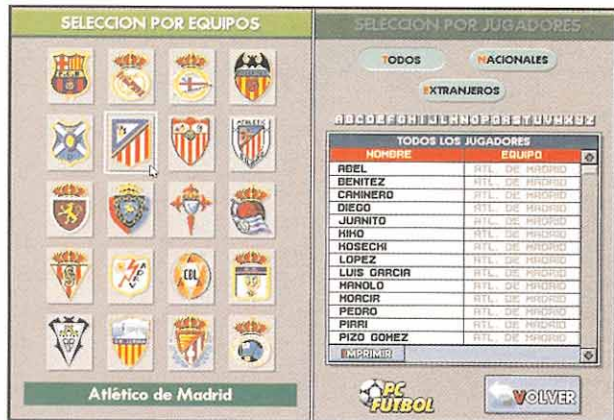 SELECCION POR EQUIPOS
Atlético de Madrid
SELECCION POR JUGADORES
TODOS
NACIONALES
EXTRANJEROS
ABCDEFGHIJLMNOPQRSTUVWXYZ
TODOS LOS JUGADORES
NOMBRE EQUIPO
ABEL ATL. DE MADRID
BENITEZ ATL. DE MADRID
CAMINERO ATL. DE MADRID
DIEGO ATL. DE MADRID
JUANITO ATL. DE MADRID
KIKO ATL. DE MADRID
KOSECKI ATL. DE MADRID
LOPEZ ATL. DE MADRID
LUIS GARCIA ATL. DE MADRID
MANOLO ATL. DE MADRID
MOACIR ATL. DE MADRID
PEDRO ATL. DE MADRID
PIRRI ATL. DE MADRID
PIZO GOMEZ ATL. DE MADRID
IMPRIMIR
PC FUTBOL
VOLVER